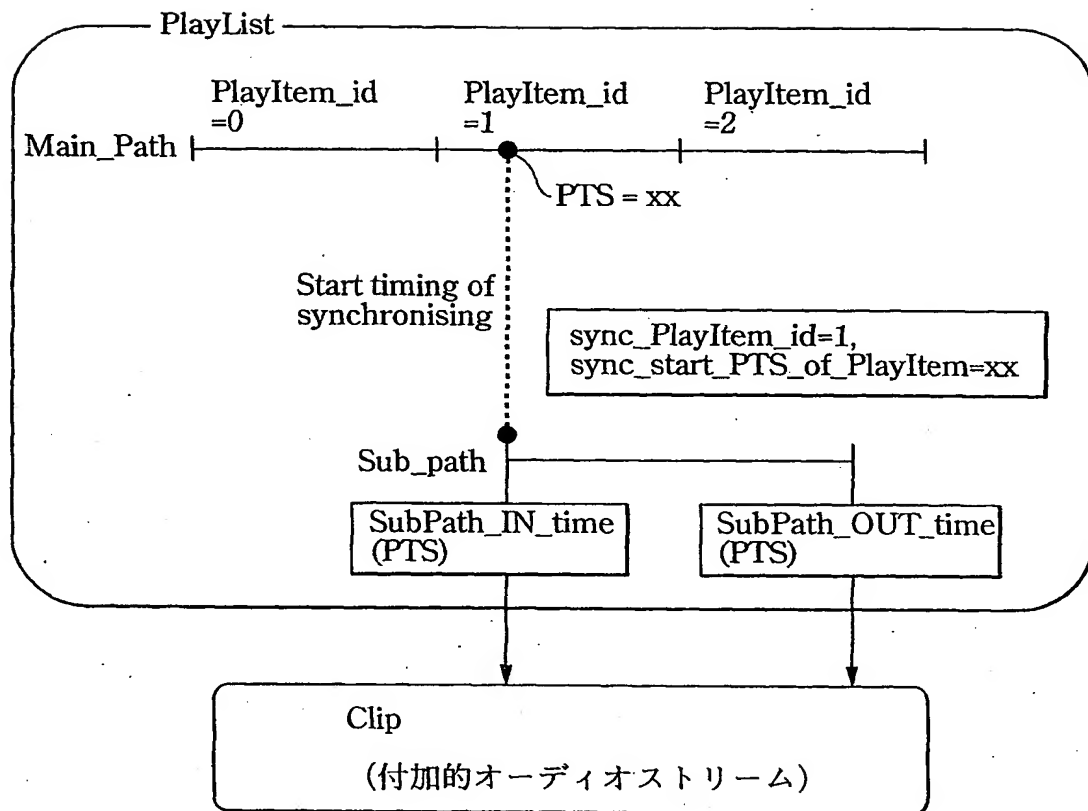 PlayList
PlayItem_id
=0
PlayItem_id
=1
PlayItem_id
=2
Main_Path
PTS = xx
Start timing of
synchronising
sync_PlayItem_id=1,
sync_start_PTS_of_PlayItem=xx
Sub_path
SubPath_IN_time
(PTS)
SubPath_OUT_time
(PTS)
Clip
(付加的オーディオストリーム)